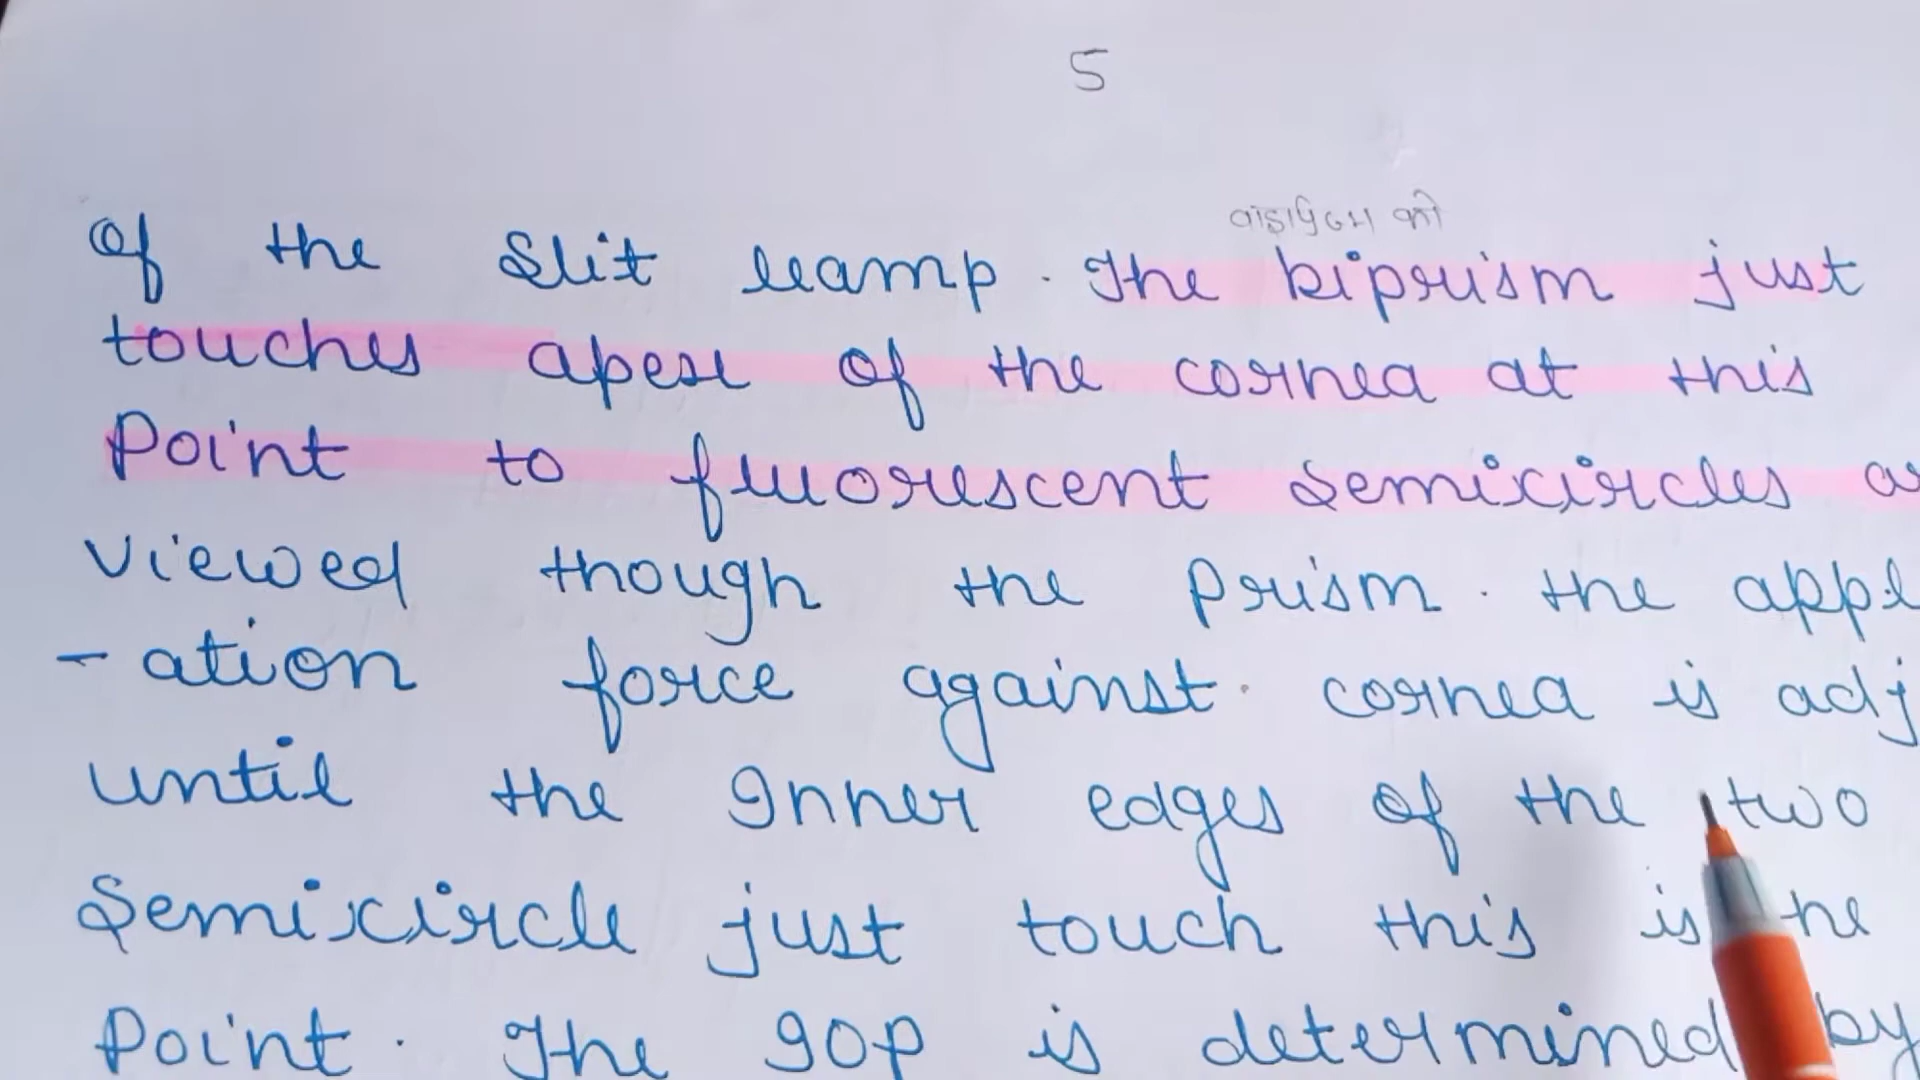 5
बाइप्रिज्म को
of the slit lamp. The biprism just
touches apex of the cornea at this
Point to fluorescent semicircles a
viewed though the prism. the appl
-ation force against cornea is adj
until the Inner edges of the two
Semicircle just touch this is the
Point. The IOP is determined by